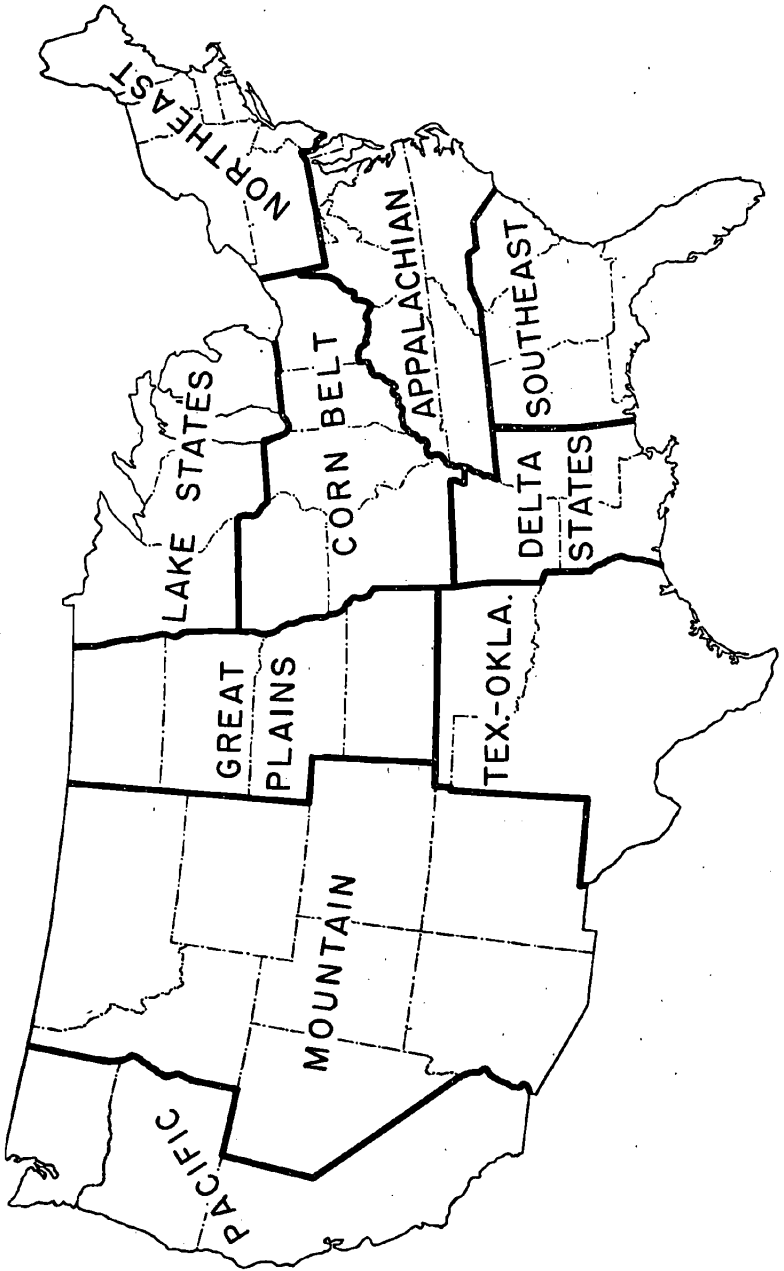 PACIFIC
MOUNTAIN
GREAT
PLAINS
TEX.-OKLA.
LAKE STATES
CORN BELT
DELTA
STATES
APPALACHIAN
SOUTHEAST
NORTHEAST